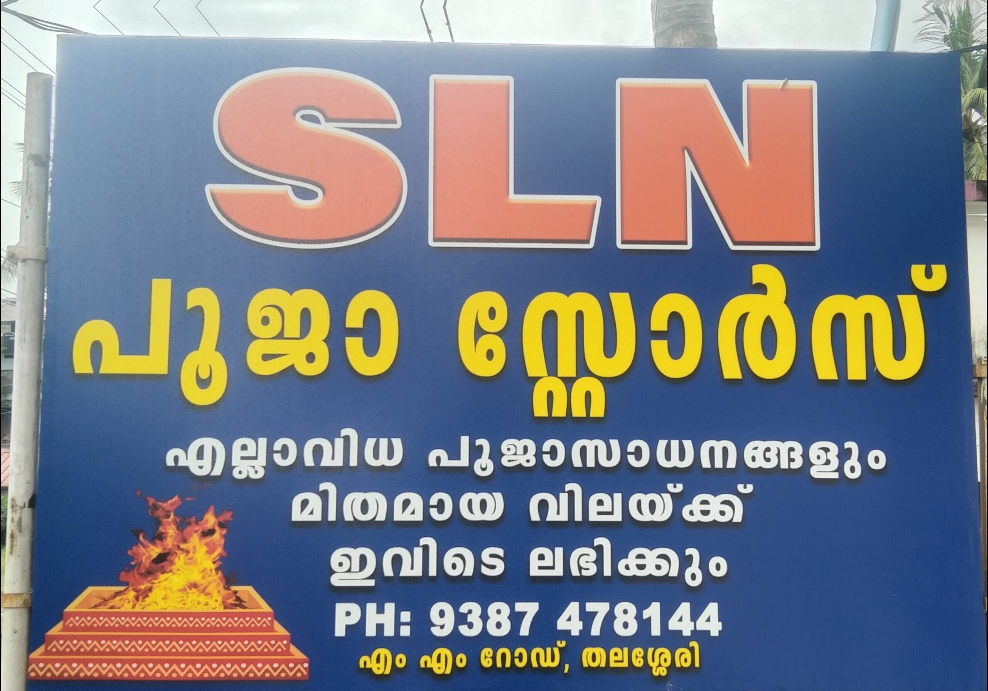 SLN
പൂജാ സ്റ്റോർസ്
എല്ലാവിധ പൂജാസാധനങ്ങളും
മിതമായ വിലയ്ക്ക്
ഇവിടെ ലഭിക്കും
PH: 9387 478144
എം എം റോഡ്, തലശ്ശേരി